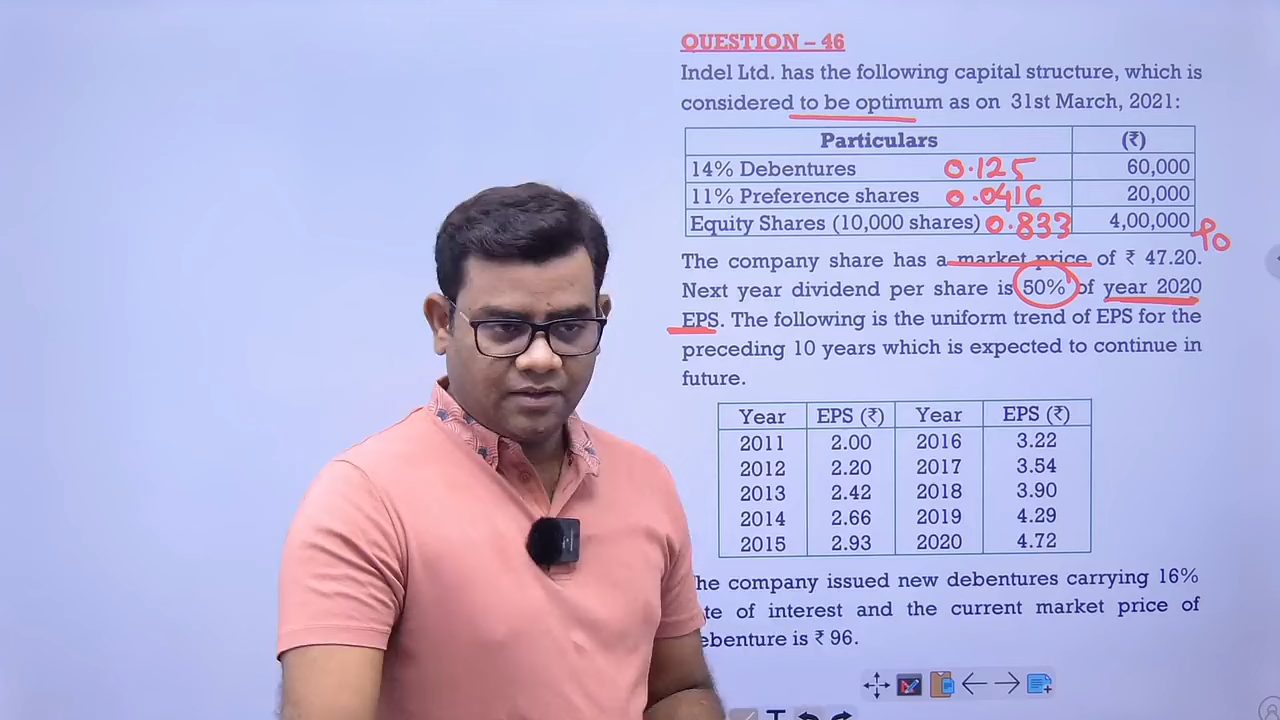 QUESTION – 46
Indel Ltd. has the following capital structure, which is
considered to be optimum as on 31st March, 2021:
Particulars (₹)
14% Debentures 0.125 60,000
11% Preference shares 0.0416 20,000
Equity Shares (10,000 shares) 0.833 4,00,000
P0
The company share has a market price of ₹ 47.20.
Next year dividend per share is 50% of year 2020
EPS. The following is the uniform trend of EPS for the
preceding 10 years which is expected to continue in
future.
Year EPS (₹) Year EPS (₹)
2011 2.00 2016 3.22
2012 2.20 2017 3.54
2013 2.42 2018 3.90
2014 2.66 2019 4.29
2015 2.93 2020 4.72
he company issued new debentures carrying 16%
te of interest and the current market price of
ebenture is ₹ 96.